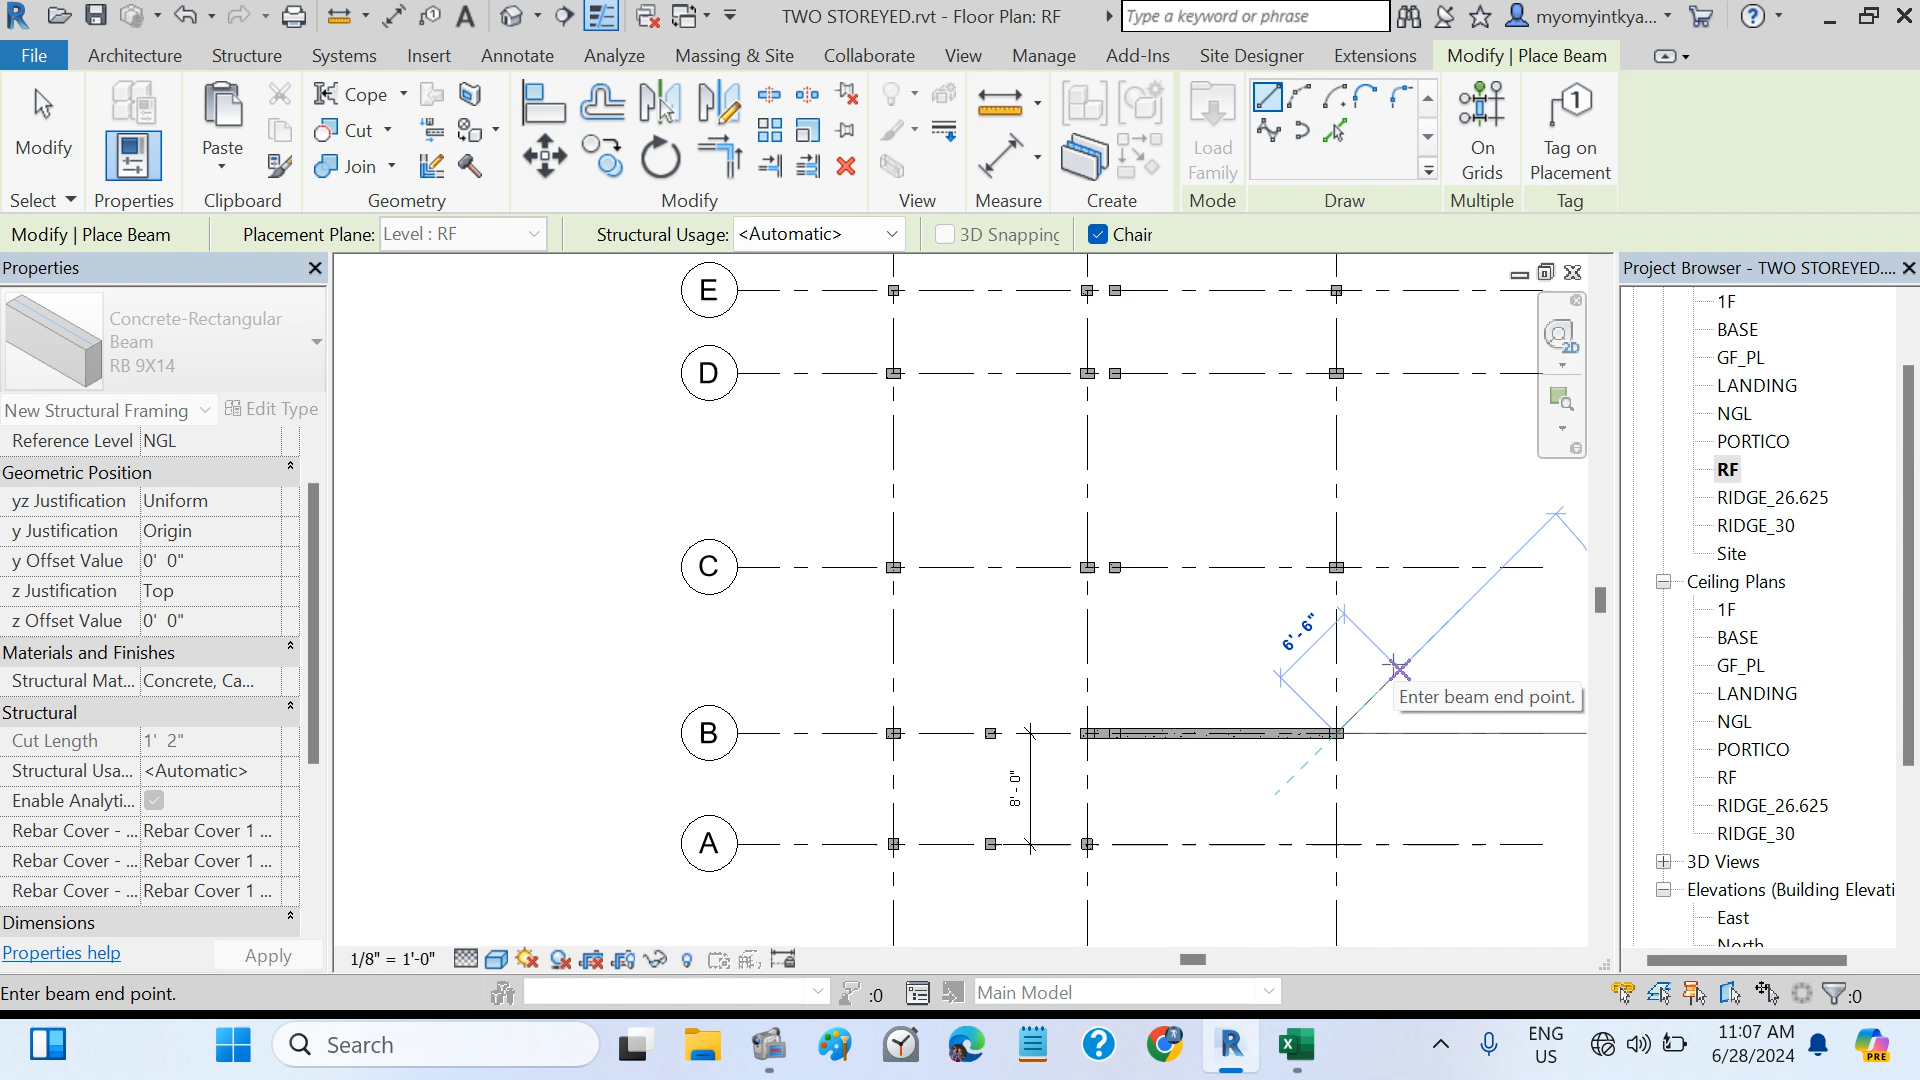 TWO STOREYED.rvt - Floor Plan: RF
Type a keyword or phrase
myomyintkya...
File
Architecture
Structure
Systems
Insert
Annotate
Analyze
Massing & Site
Collaborate
View
Manage
Add-Ins
Site Designer
Extensions
Modify | Place Beam
Modify
Paste
Cope
Cut
Join
Load
Family
On
Grids
Tag on
Placement
Select
Properties
Clipboard
Geometry
Modify
View
Measure
Create
Mode
Draw
Multiple
Tag
Modify | Place Beam
Placement Plane:
Level : RF
Structural Usage:
<Automatic>
3D Snapping
Chair
Properties
Concrete-Rectangular
Beam
RB 9X14
New Structural Framing
Edit Type
Reference Level NGL
Geometric Position
yz Justification Uniform
y Justification Origin
y Offset Value 0' 0"
z Justification Top
z Offset Value 0' 0"
Materials and Finishes
Structural Mat... Concrete, Ca...
Structural
Cut Length 1' 2"
Structural Usa... <Automatic>
Enable Analyti...
Rebar Cover - ... Rebar Cover 1 ...
Rebar Cover - ... Rebar Cover 1 ...
Rebar Cover - ... Rebar Cover 1 ...
Dimensions
Properties help
Apply
E
D
C
B
A
2D
6' - 6"
8' - 0"
Enter beam end point.
1/8" = 1'-0"
Project Browser - TWO STOREYED....
1F
BASE
GF_PL
LANDING
NGL
PORTICO
RF
RIDGE_26.625
RIDGE_30
Site
Ceiling Plans
1F
BASE
GF_PL
LANDING
NGL
PORTICO
RF
RIDGE_26.625
RIDGE_30
3D Views
Elevations (Building Elevati
East
North
Enter beam end point.
:0
Main Model
:0
Search
ENG
US
11:07 AM
6/28/2024
PRE